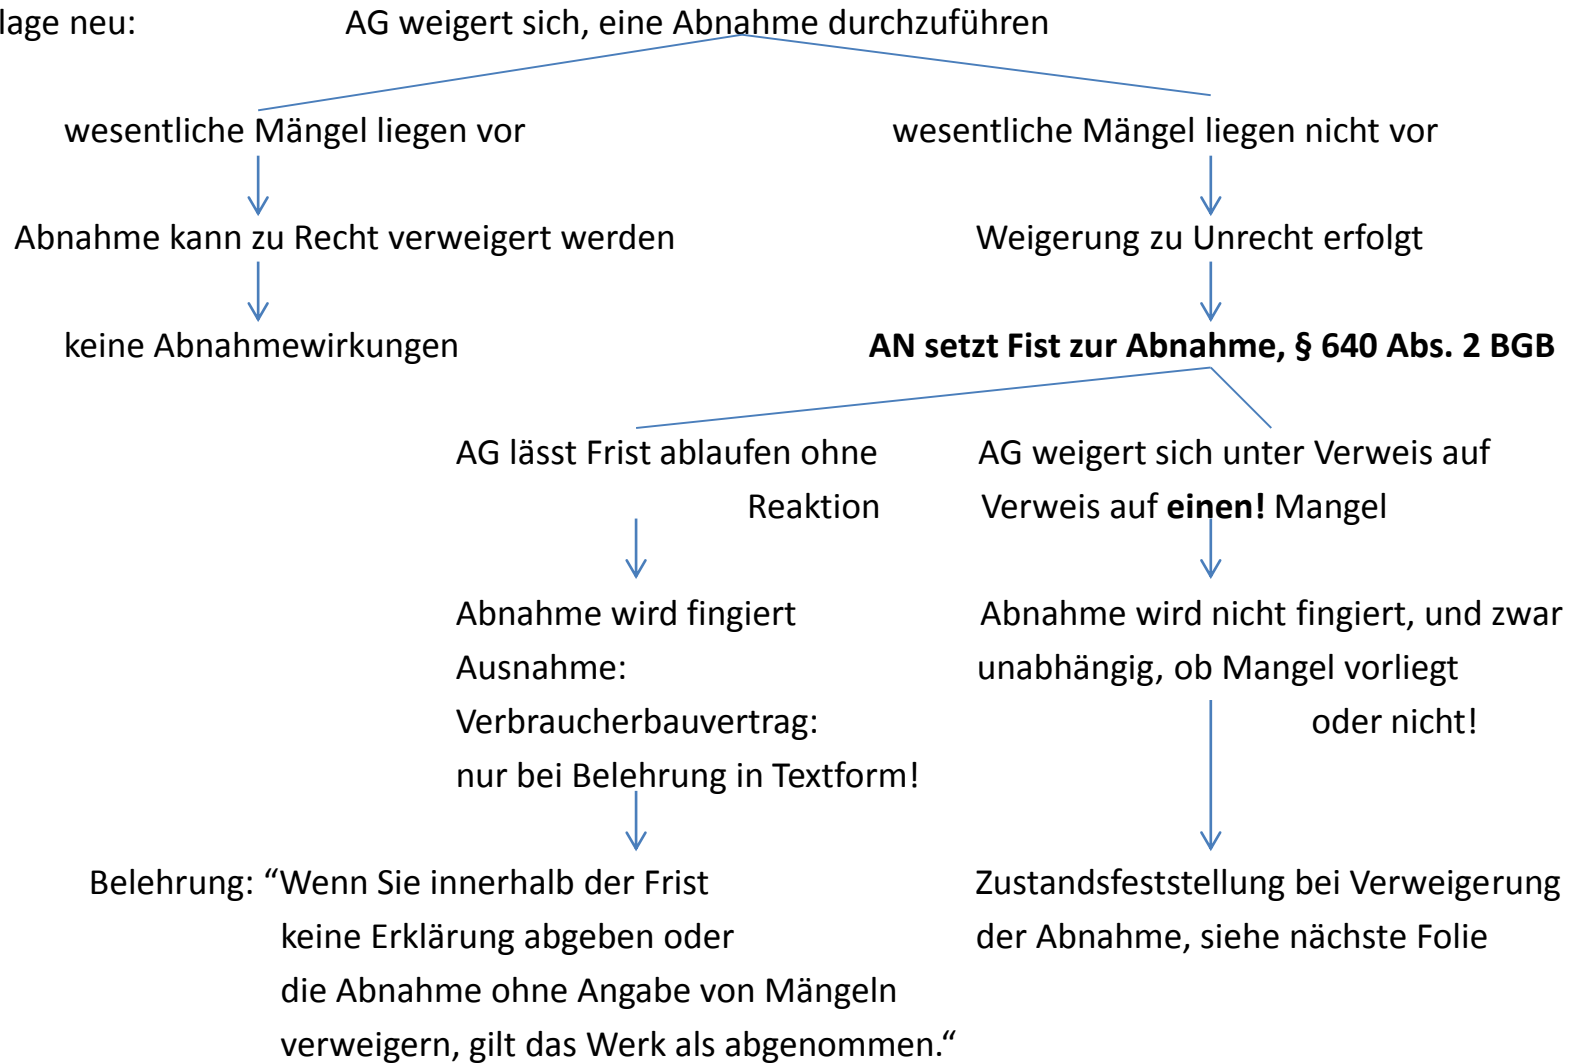 lage neu: AG weigert sich, eine Abnahme durchzuführen
wesentliche Mängel liegen vor
wesentliche Mängel liegen nicht vor
Abnahme kann zu Recht verweigert werden
Weigerung zu Unrecht erfolgt
keine Abnahmewirkungen
AN setzt Fist zur Abnahme, § 640 Abs. 2 BGB
AG lässt Frist ablaufen ohne
Reaktion
AG weigert sich unter Verweis auf
Verweis auf einen! Mangel
Abnahme wird fingiert
Ausnahme:
Verbraucherbauvertrag:
nur bei Belehrung in Textform!
Abnahme wird nicht fingiert, und zwar
unabhängig, ob Mangel vorliegt
oder nicht!
Belehrung: “Wenn Sie innerhalb der Frist
keine Erklärung abgeben oder
die Abnahme ohne Angabe von Mängeln
verweigern, gilt das Werk als abgenommen.“
Zustandsfeststellung bei Verweigerung
der Abnahme, siehe nächste Folie